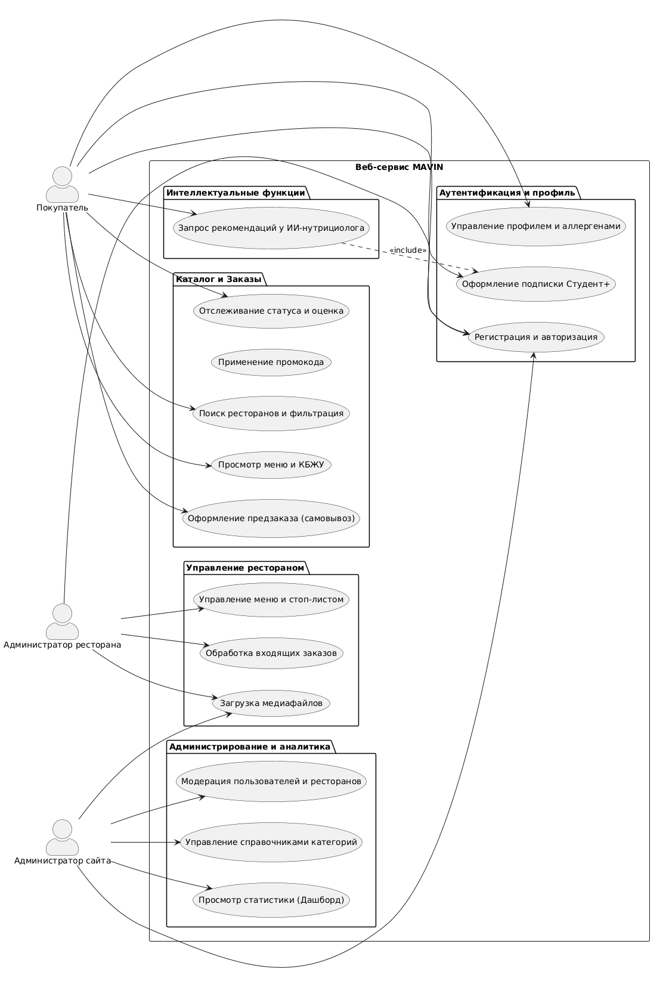 Веб-сервис MAVIN
Интеллектуальные функции
Аутентификация и профиль
Покупатель
Запрос рекомендаций у ИИ-нутрициолога
Управление профилем и аллергенами
«include»
Каталог и Заказы
Оформление подписки Студент+
Отслеживание статуса и оценка
Регистрация и авторизация
Применение промокода
Поиск ресторанов и фильтрация
Просмотр меню и КБЖУ
Оформление предзаказа (самовывоз)
Управление рестораном
Управление меню и стоп-листом
Администратор ресторана
Обработка входящих заказов
Загрузка медиафайлов
Администрирование и аналитика
Модерация пользователей и ресторанов
Управление справочниками категорий
Администратор сайта
Просмотр статистики (Дашборд)